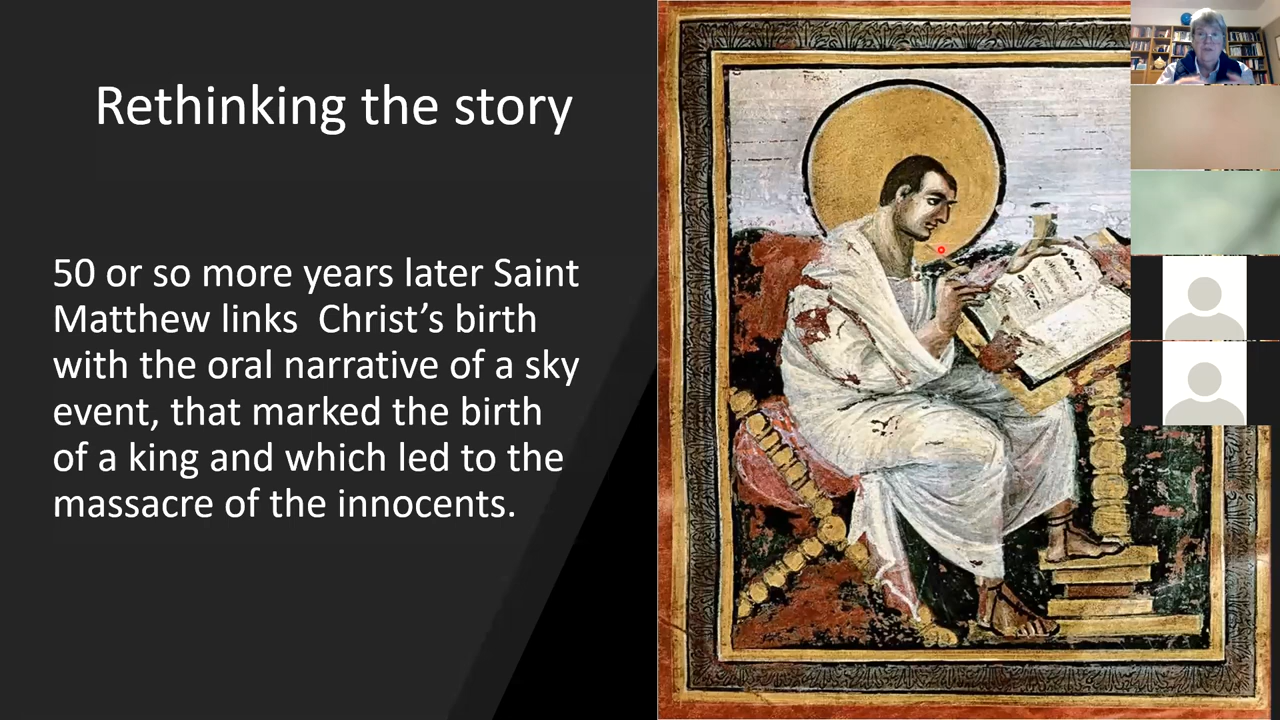 Rethinking the story
50 or so more years later Saint
Matthew links  Christ’s birth
with the oral narrative of a sky
event, that marked the birth
of a king and which led to the
massacre of the innocents.